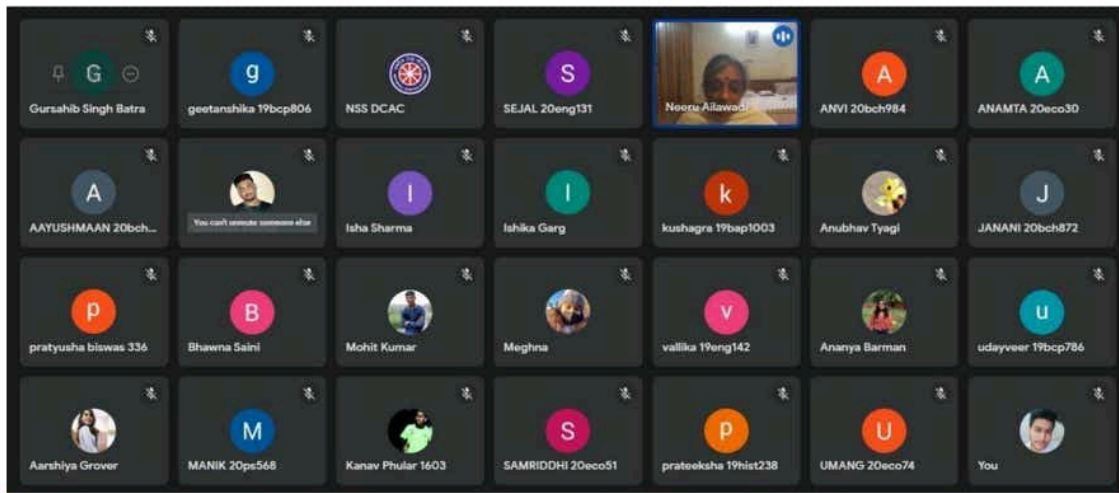 G
Gursahib Singh Batra
g
geetanshika 19bcp806
NSS DCAC
S
SEJAL 20eng131
Neeru Ailawadi
A
ANVI 20bch984
A
ANAMTA 20eco30
A
AAYUSHMAAN 20bch...
You can't unmute someone else
I
Isha Sharma
I
Ishika Garg
k
kushagra 19bap1003
Anubhav Tyagi
J
JANANI 20bch872
p
pratyusha biswas 336
B
Bhawna Saini
Mohit Kumar
Meghna
v
vallika 19eng142
Ananya Barman
u
udayveer 19bcp786
Aarshiya Grover
M
MANIK 20ps568
Kanav Phular 1603
S
SAMRIDDHI 20eco51
p
prateeksha 19hist238
U
UMANG 20eco74
You